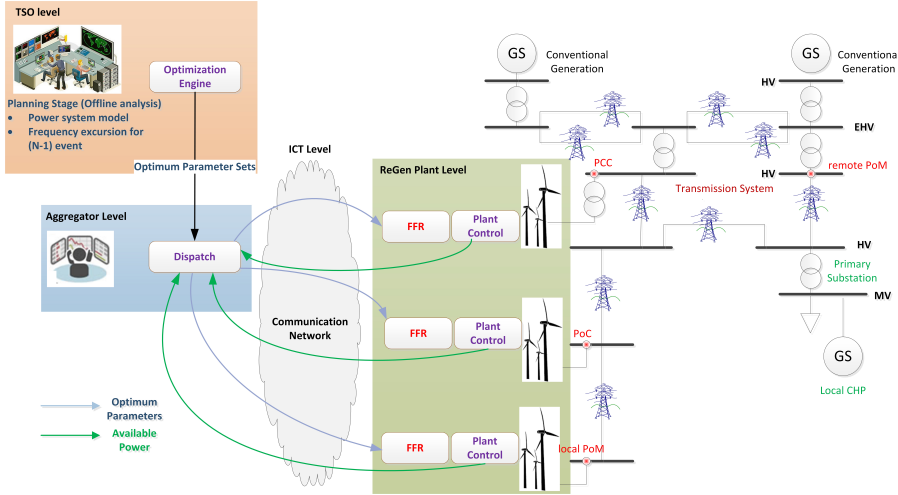 TSO level
Optimization
Engine
Planning Stage (Offline analysis)
• Power system model
• Frequency excursion for
(N-1) event
Optimum Parameter Sets
Aggregator Level
Dispatch
ICT Level
Communication
Network
Optimum
Parameters
Available
Power
ReGen Plant Level
FFR
Plant
Control
FFR
Plant
Control
FFR
Plant
Control
GS
Conventional
Generation
GS
Conventional
Generation
HV
EHV
PCC
HV
remote PoM
Transmission System
HV
Primary
Substation
MV
PoC
GS
Local CHP
local PoM